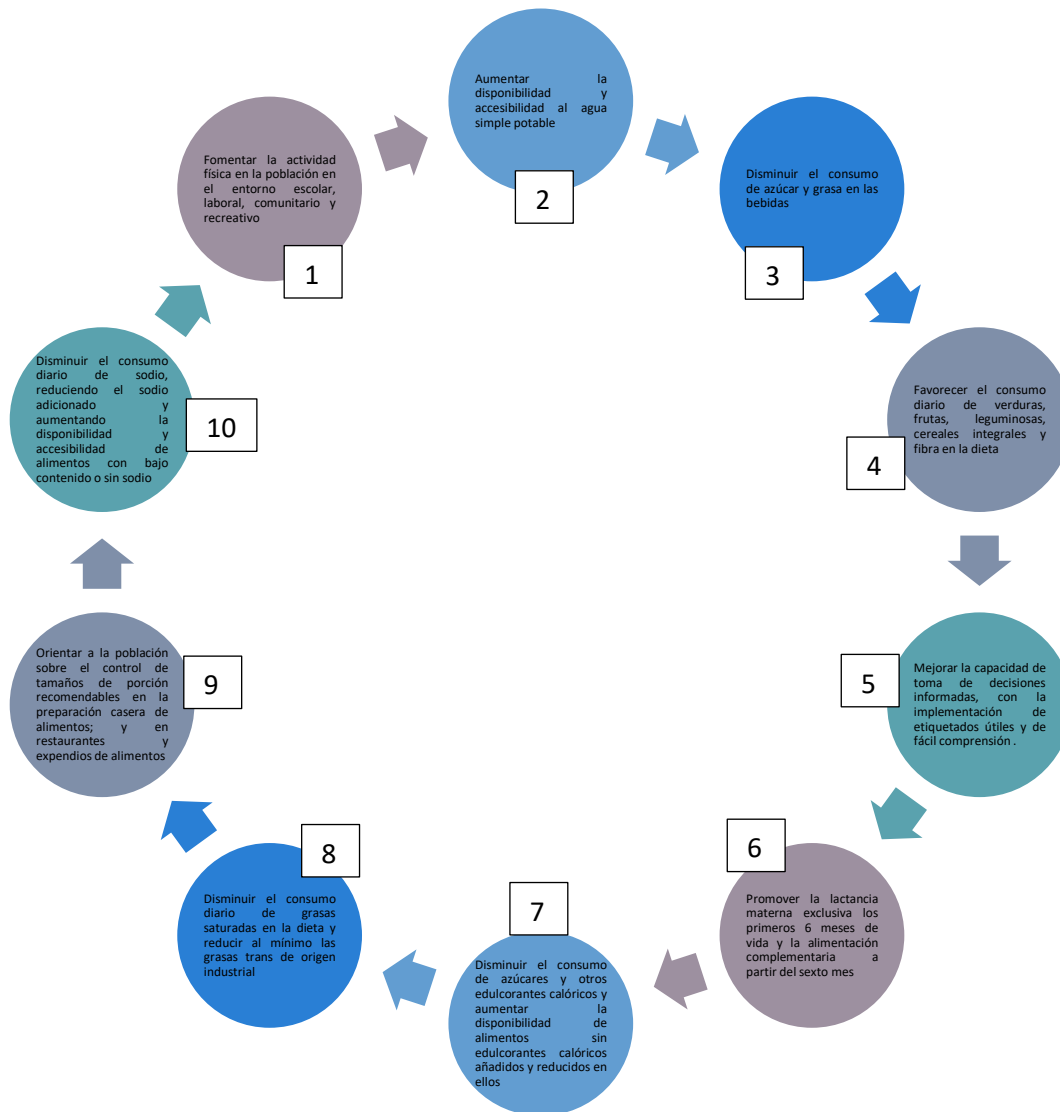 Fomentar la actividad
física en la población en
el entorno escolar,
laboral, comunitario y
recreativo
1
Aumentar la
disponibilidad y
accesibilidad al agua
simple potable
2
Disminuir el consumo
de azúcar y grasa en las
bebidas
3
Favorecer el consumo
diario de verduras,
frutas, leguminosas,
cereales integrales y
fibra en la dieta
4
Mejorar la capacidad de
toma de decisiones
informadas, con la
implementación de
etiquetados útiles y de
fácil comprensión .
5
6
Promover la lactancia
materna exclusiva los
primeros 6 meses de
vida y la alimentación
complementaria a
partir del sexto mes
7
Disminuir el consumo
de azúcares y otros
edulcorantes calóricos y
aumentar la
disponibilidad de
alimentos sin
edulcorantes calóricos
añadidos y reducidos en
ellos
8
Disminuir el consumo
diario de grasas
saturadas en la dieta y
reducir al mínimo las
grasas trans de origen
industrial
Orientar a la población
sobre el control de
tamaños de porción
recomendables en la
preparación casera de
alimentos; y en
restaurantes y
expendios de alimentos
9
Disminuir el consumo
diario de sodio,
reduciendo el sodio
adicionado y
aumentando la
disponibilidad y
accesibilidad de
alimentos con bajo
contenido o sin sodio
10